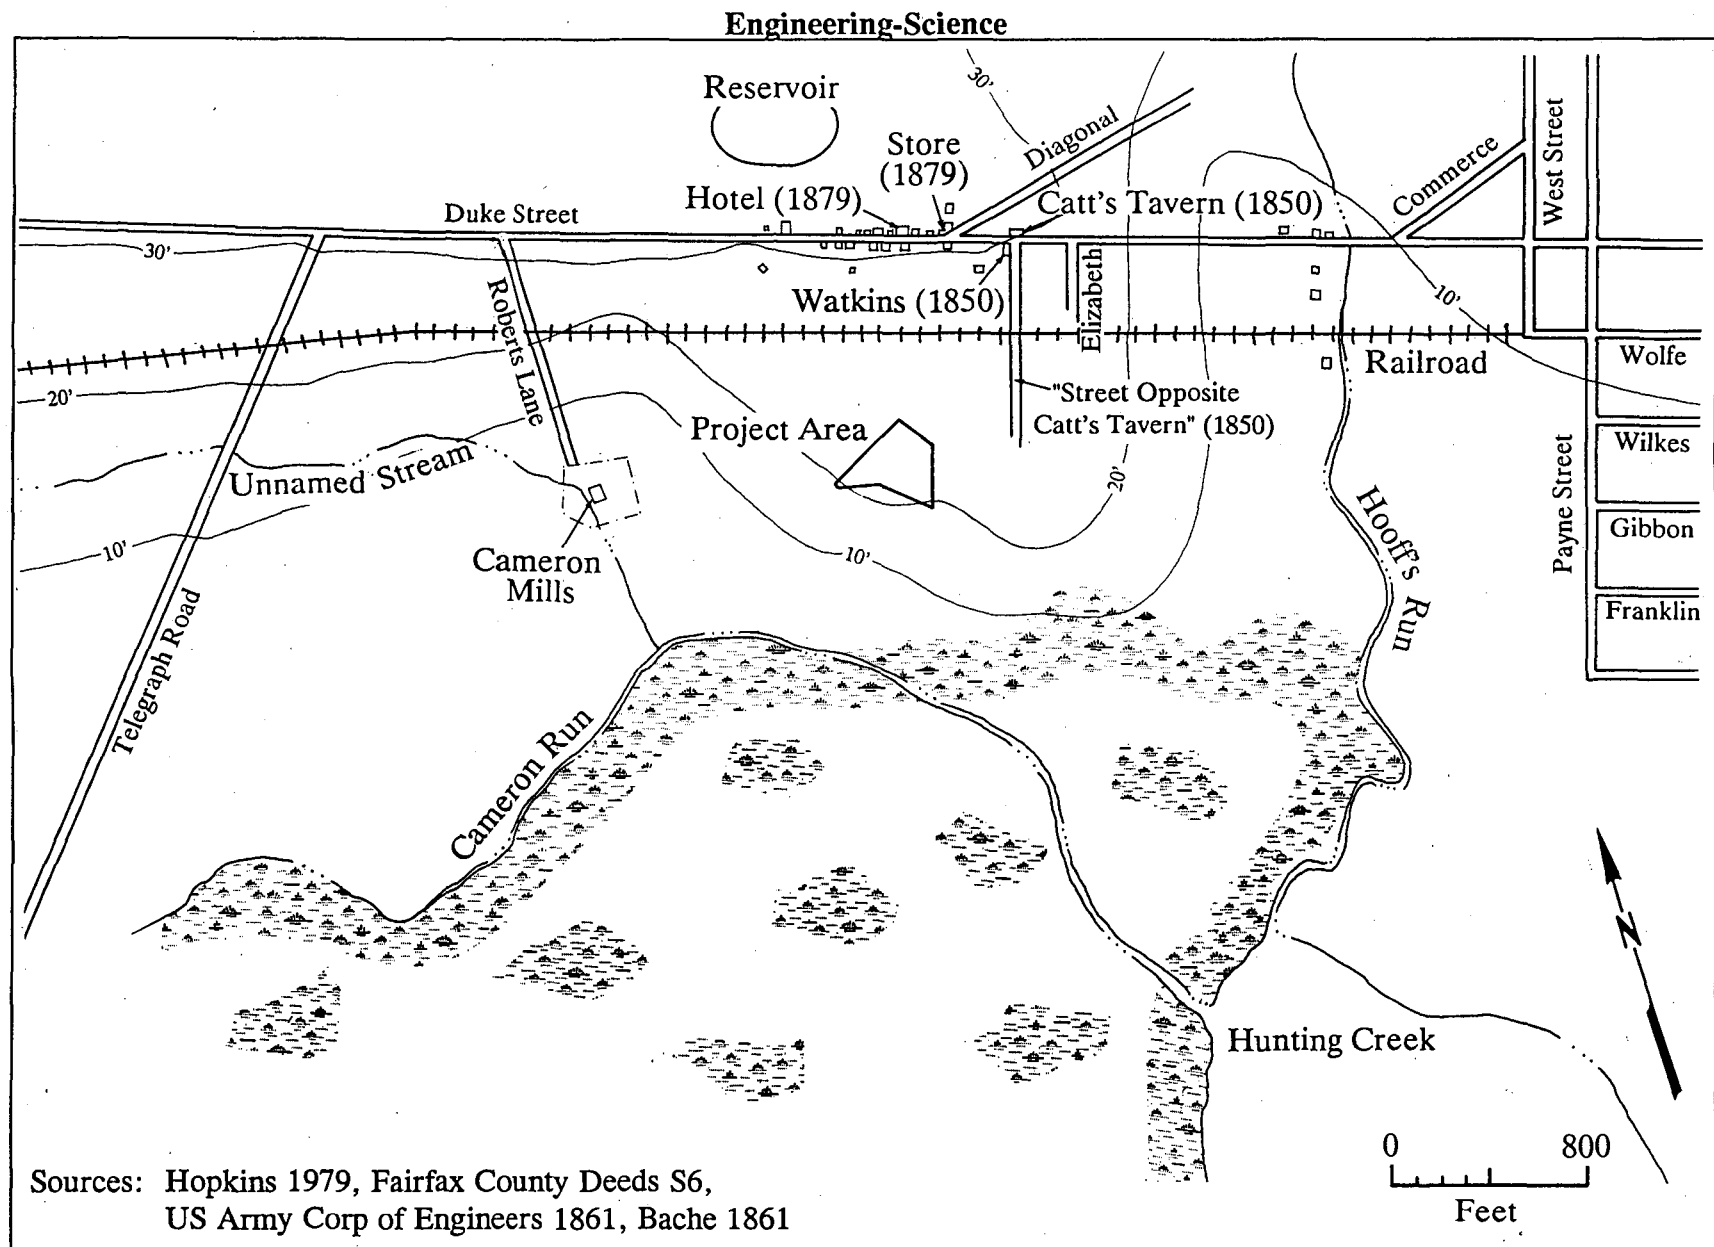 Engineering-Science
Reservoir
30'
Diagonal
Store
(1879)
Hotel (1879)
Catt's Tavern (1850)
Commerce
West Street
Duke Street
30'
Roberts Lane
Watkins (1850)
Elizabeth
10'
Railroad
Wolfe
20'
"Street Opposite
Catt's Tavern" (1850)
Project Area
Wilkes
Payne Street
Unnamed Stream
20'
Hooff's Run
Gibbon
10'
10'
Cameron
Mills
Franklin
Telegraph Road
Cameron Run
N
Hunting Creek
0 800
Feet
Sources: Hopkins 1979, Fairfax County Deeds S6,
US Army Corp of Engineers 1861, Bache 1861